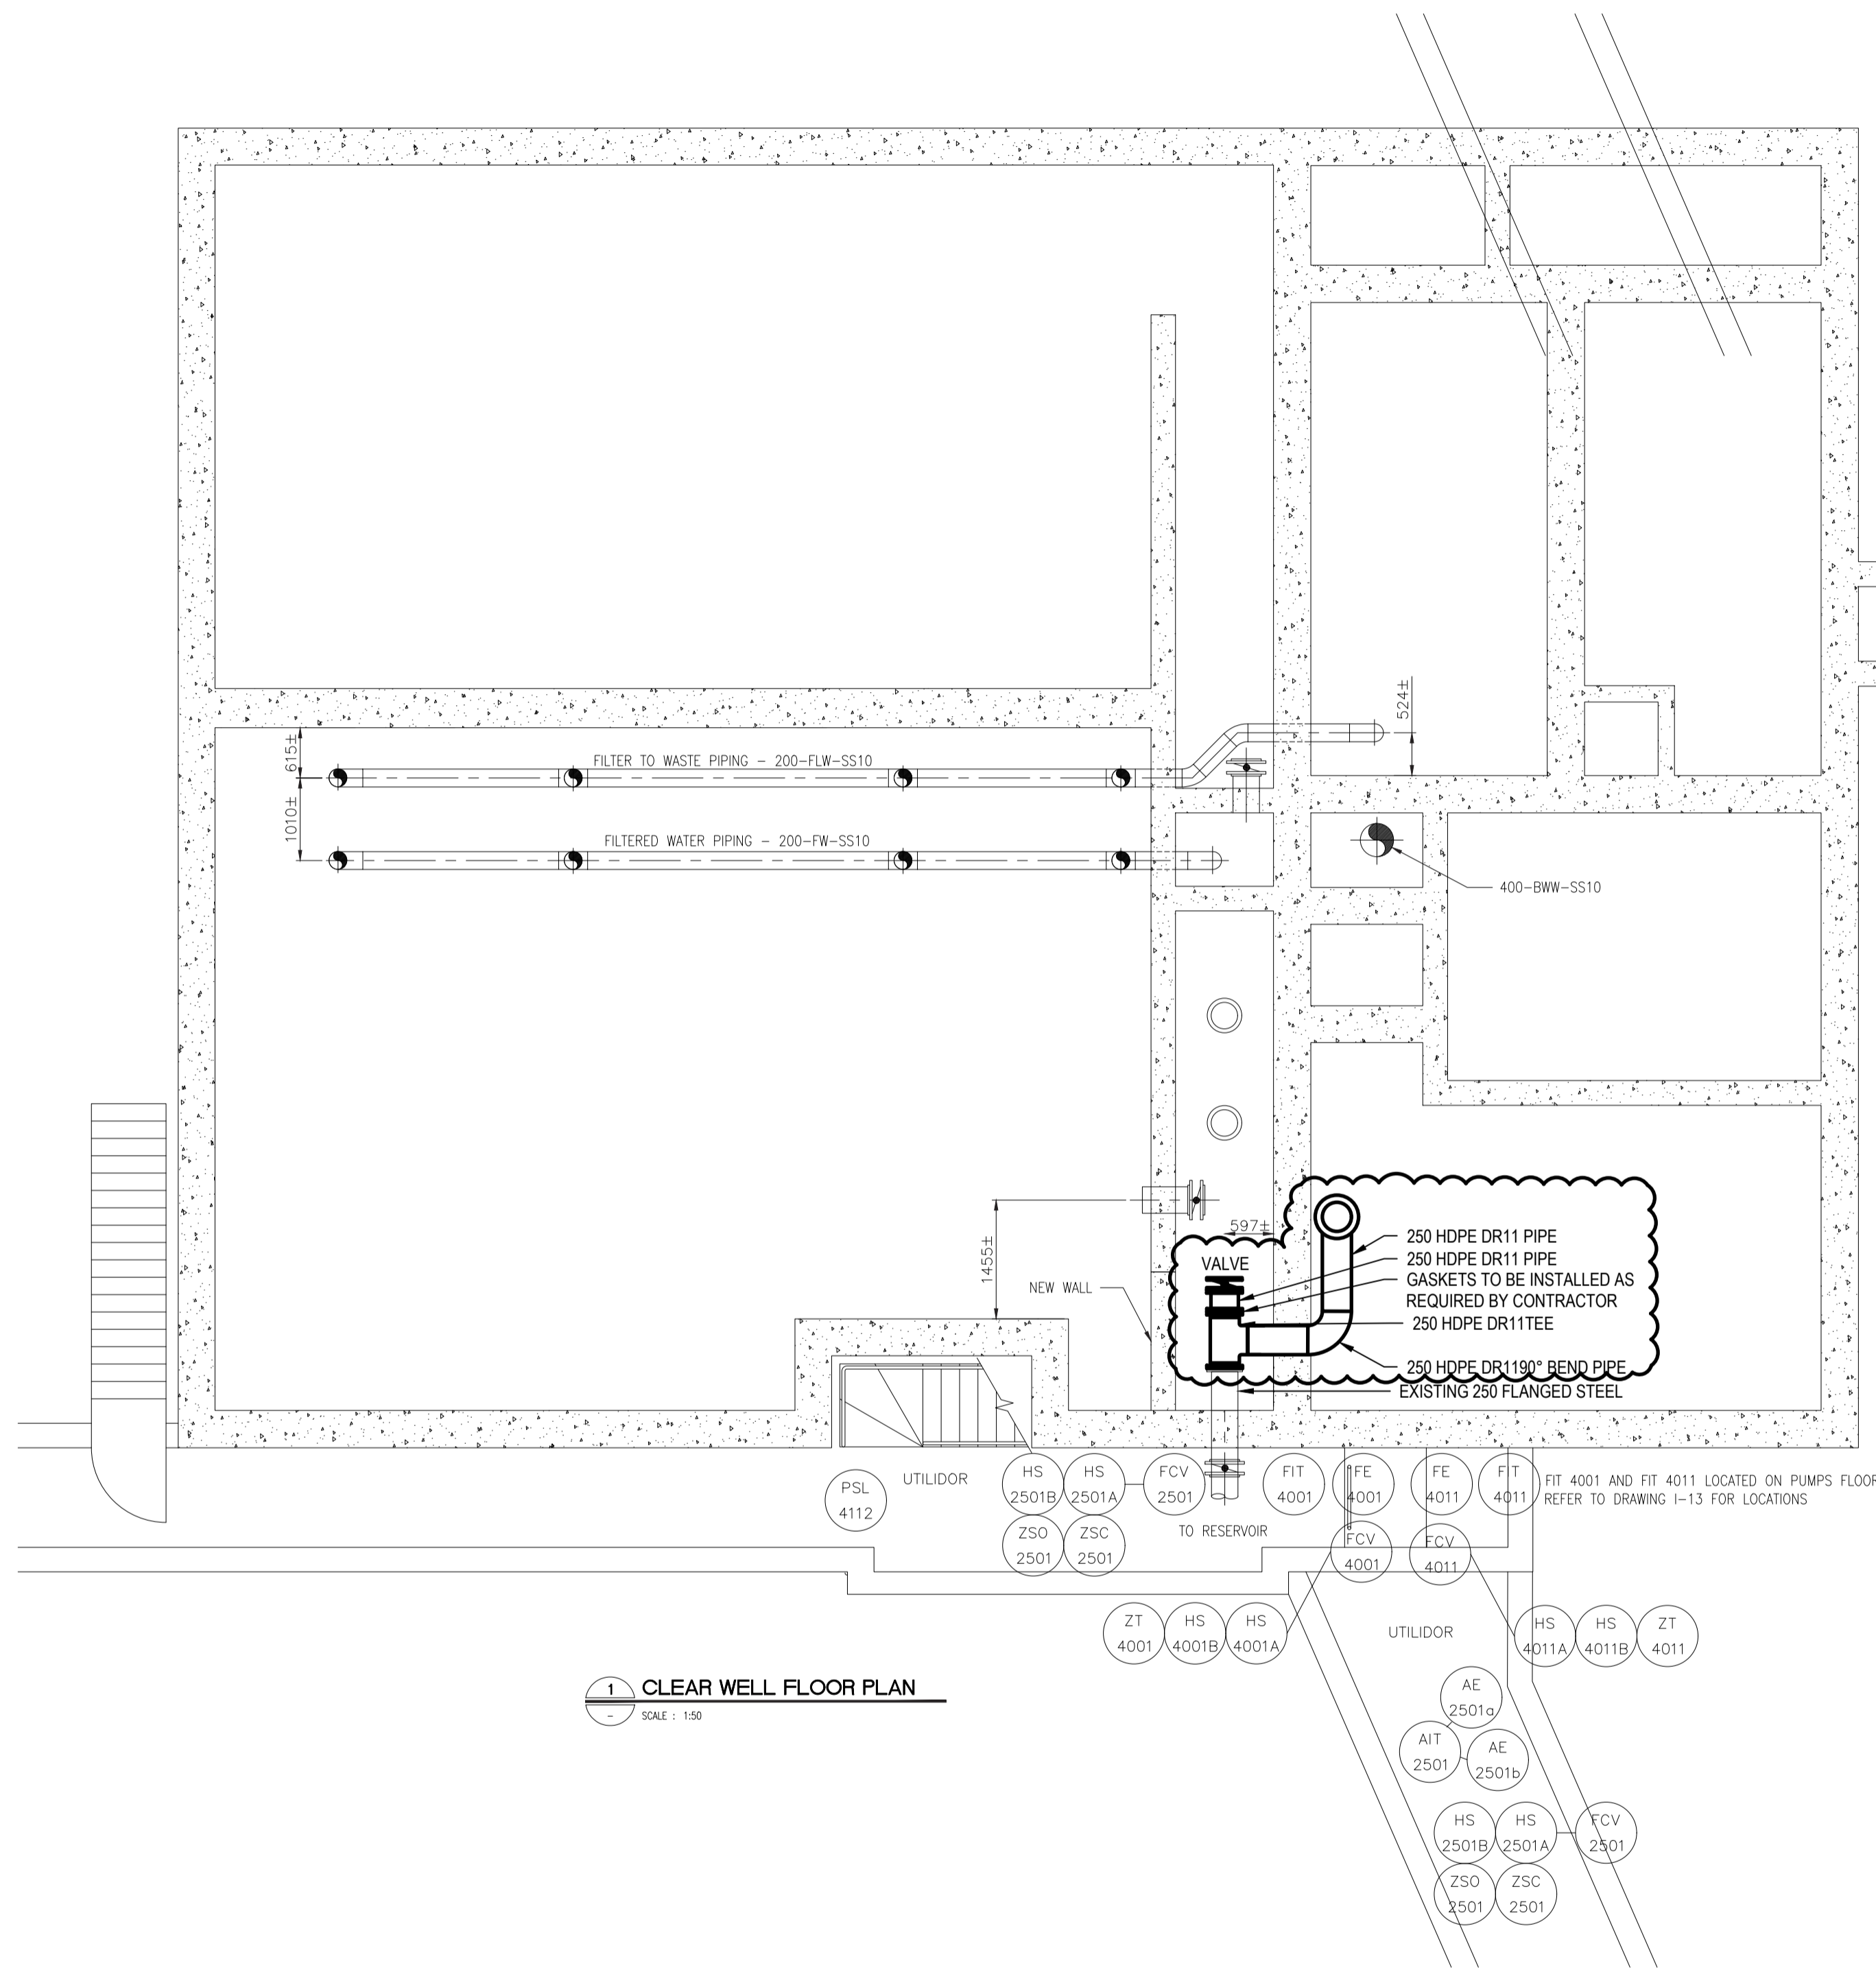 524±
615±
FILTER TO WASTE PIPING - 200-FLW-SS10
1010±
FILTERED WATER PIPING - 200-FW-SS10
400-BWW-SS10
597±
1455±
NEW WALL
VALVE
250 HDPE DR11 PIPE
250 HDPE DR11 PIPE
GASKETS TO BE INSTALLED AS
REQUIRED BY CONTRACTOR
250 HDPE DR11TEE
250 HDPE DR1190° BEND PIPE
EXISTING 250 FLANGED STEEL
PSL
4112
UTILIDOR
HS
2501B
HS
2501A
FCV
2501
ZSO
2501
ZSC
2501
TO RESERVOIR
FIT
4001
FE
4001
FE
4011
FIT
4011
FIT 4001 AND FIT 4011 LOCATED ON PUMPS FLOOR
REFER TO DRAWING I-13 FOR LOCATIONS
FCV
4001
FCV
4011
ZT
4001
HS
4001B
HS
4001A
UTILIDOR
HS
4011A
HS
4011B
ZT
4011
1
CLEAR WELL FLOOR PLAN
-
SCALE : 1:50
AE
2501a
AIT
2501
AE
2501b
HS
2501B
HS
2501A
FCV
2501
ZSO
2501
ZSC
2501